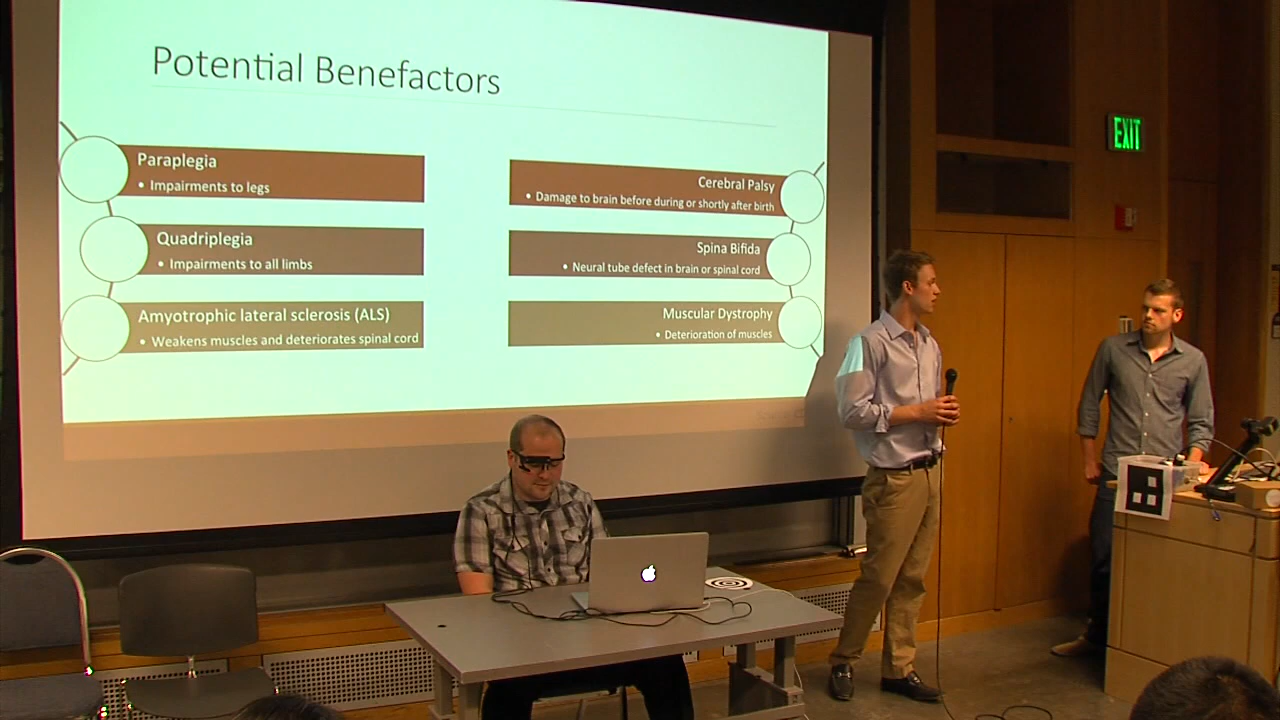 Potential Benefactors
Paraplegia
• Impairments to legs
Quadriplegia
• Impairments to all limbs
Amyotrophic lateral sclerosis (ALS)
• Weakens muscles and deteriorates spinal cord
Cerebral Palsy
• Damage to brain before during or shortly after birth
Spina Bifida
• Neural tube defect in brain or spinal cord
Muscular Dystrophy
• Deterioration of muscles
EXIT